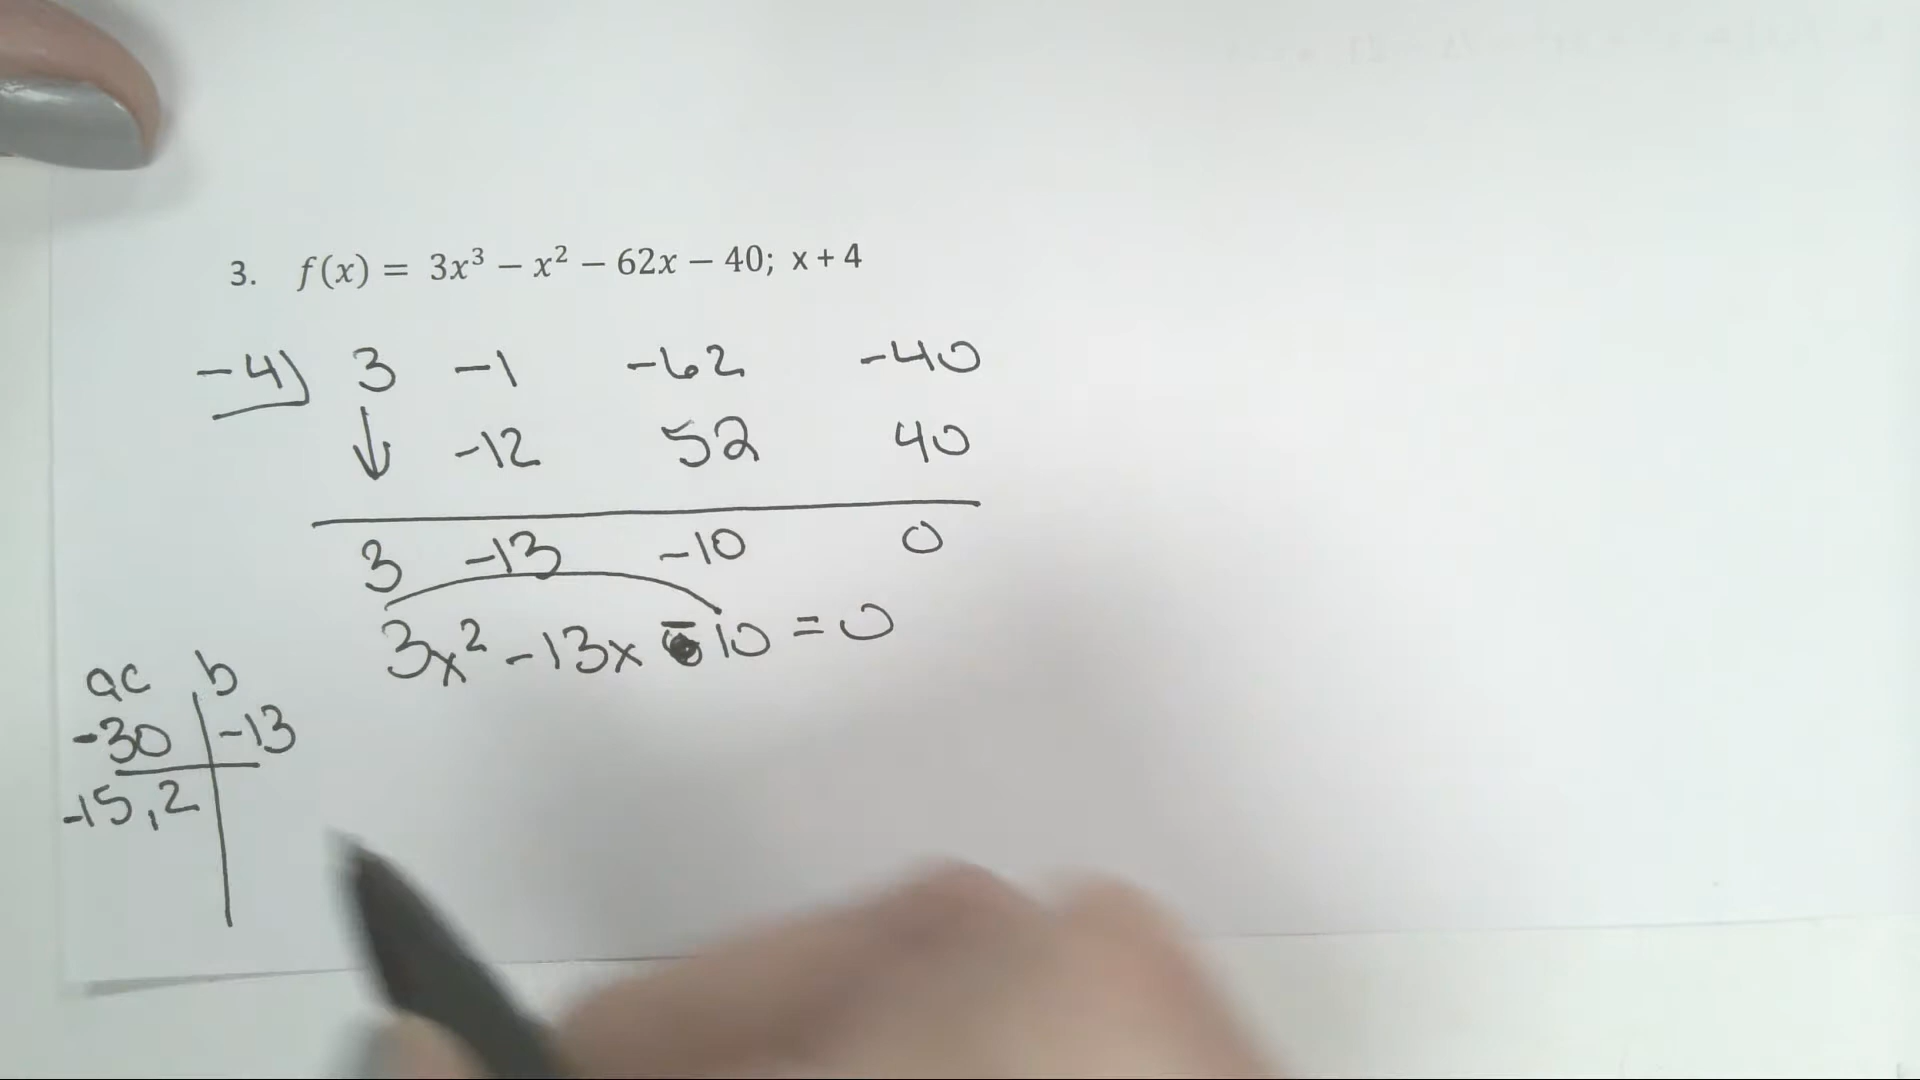 3. f(x) = 3x³ − x² − 62x − 40; x + 4
-4) 3 -1 -62 -40
↓ -12 52 40
3 -13 -10 0
3x² - 13x - 10 = 0
ac b
-30 -13
-15, 2